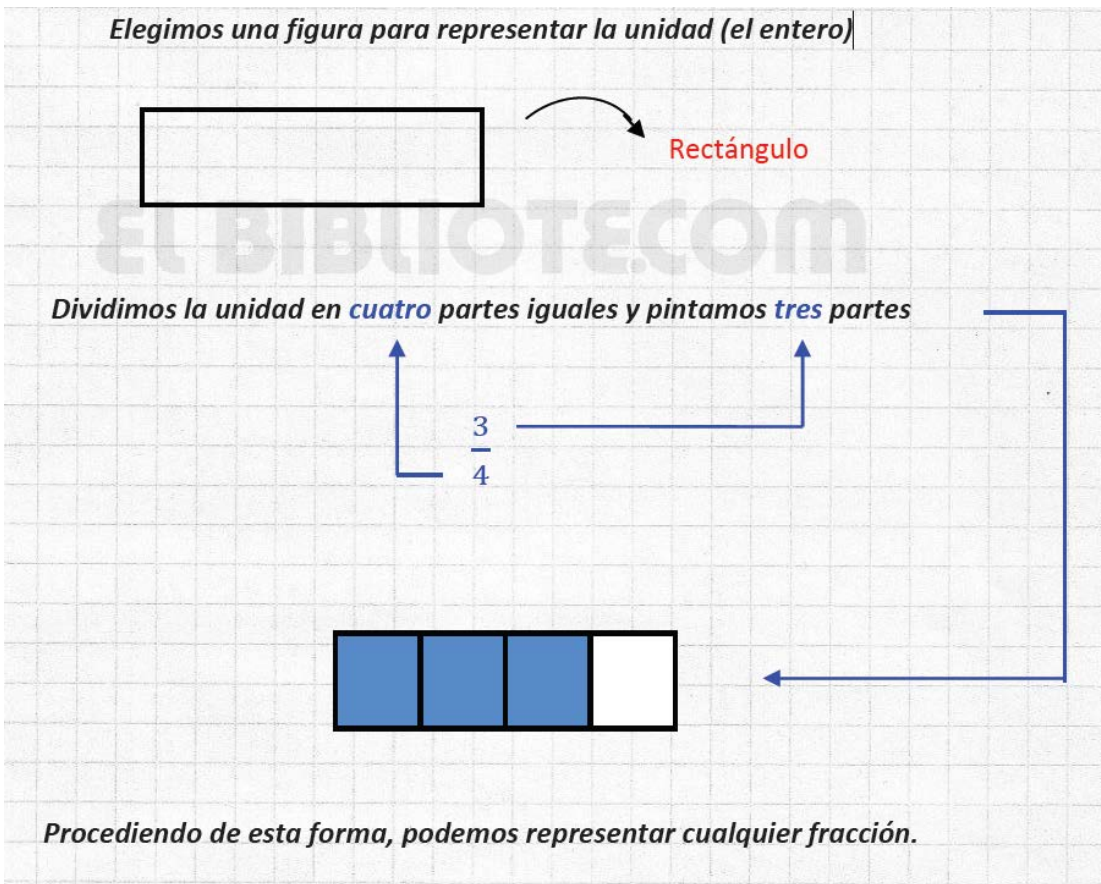 Elegimos una figura para representar la unidad (el entero)
Rectángulo
EL BIBLIOTE.COM
Dividimos la unidad en cuatro partes iguales y pintamos tres partes
3
4
Procediendo de esta forma, podemos representar cualquier fracción.